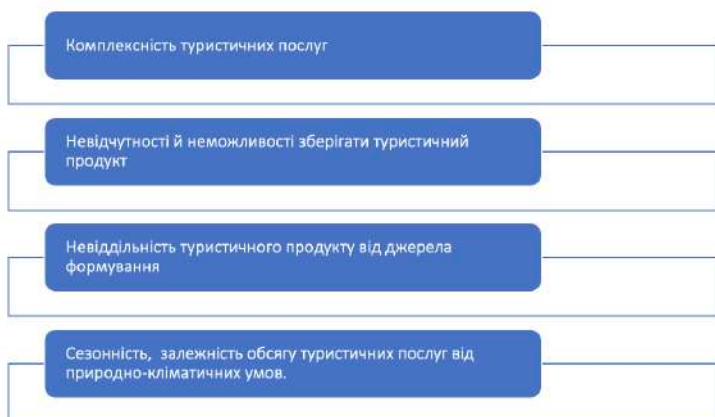 Комплексність туристичних послуг
Невідчутності й неможливості зберігати туристичний
продукт
Невіддільність туристичного продукту від джерела
формування
Сезонність, залежність обсягу туристичних послуг від
природно-кліматичних умов.